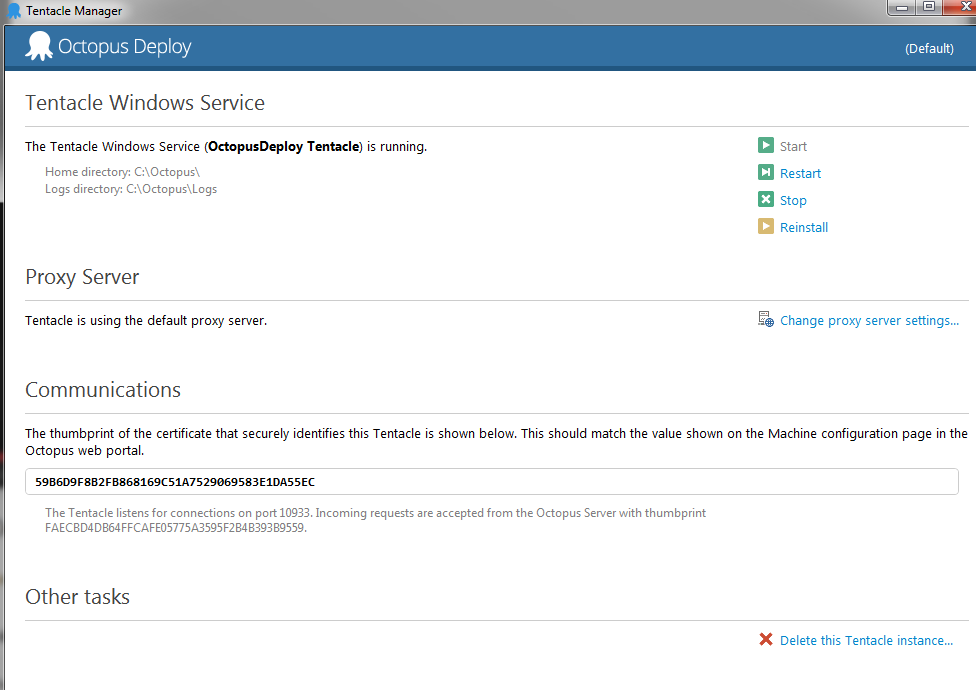 Tentacle Manager
Octopus Deploy
(Default)
Tentacle Windows Service
The Tentacle Windows Service (OctopusDeploy Tentacle) is running.
Start
Home directory: C:\Octopus\
Restart
Logs directory: C:\Octopus\Logs
Stop
Reinstall
Proxy Server
Tentacle is using the default proxy server.
Change proxy server settings...
Communications
The thumbprint of the certificate that securely identifies this Tentacle is shown below. This should match the value shown on the Machine configuration page in the
Octopus web portal.
59B6D9F8B2FB868169C51A7529069583E1DA55EC
The Tentacle listens for connections on port 10933. Incoming requests are accepted from the Octopus Server with thumbprint
FAECBD4DB64FFCAFE05775A3595F2B4B393B9559.
Other tasks
Delete this Tentacle instance...